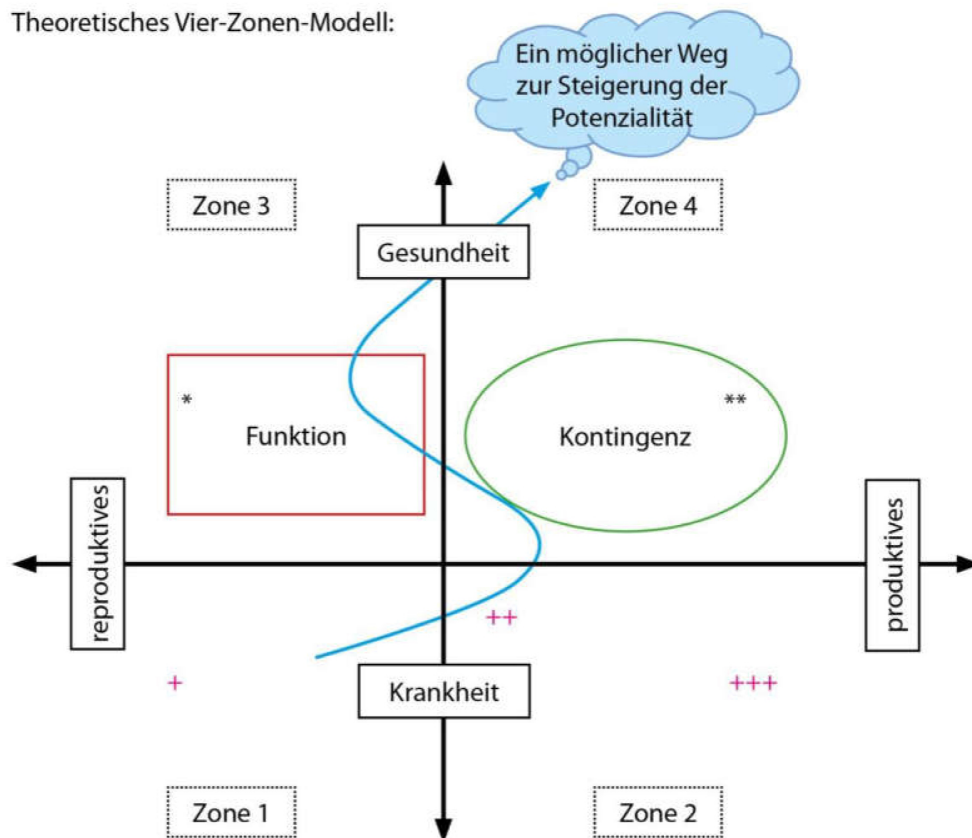 Theoretisches Vier-Zonen-Modell:
Ein möglicher Weg
zur Steigerung der
Potenzialität
Zone 3
Zone 4
Gesundheit
*
**
Funktion
Kontingenz
reproduktives
produktives
++
+
+++
Krankheit
Zone 1
Zone 2